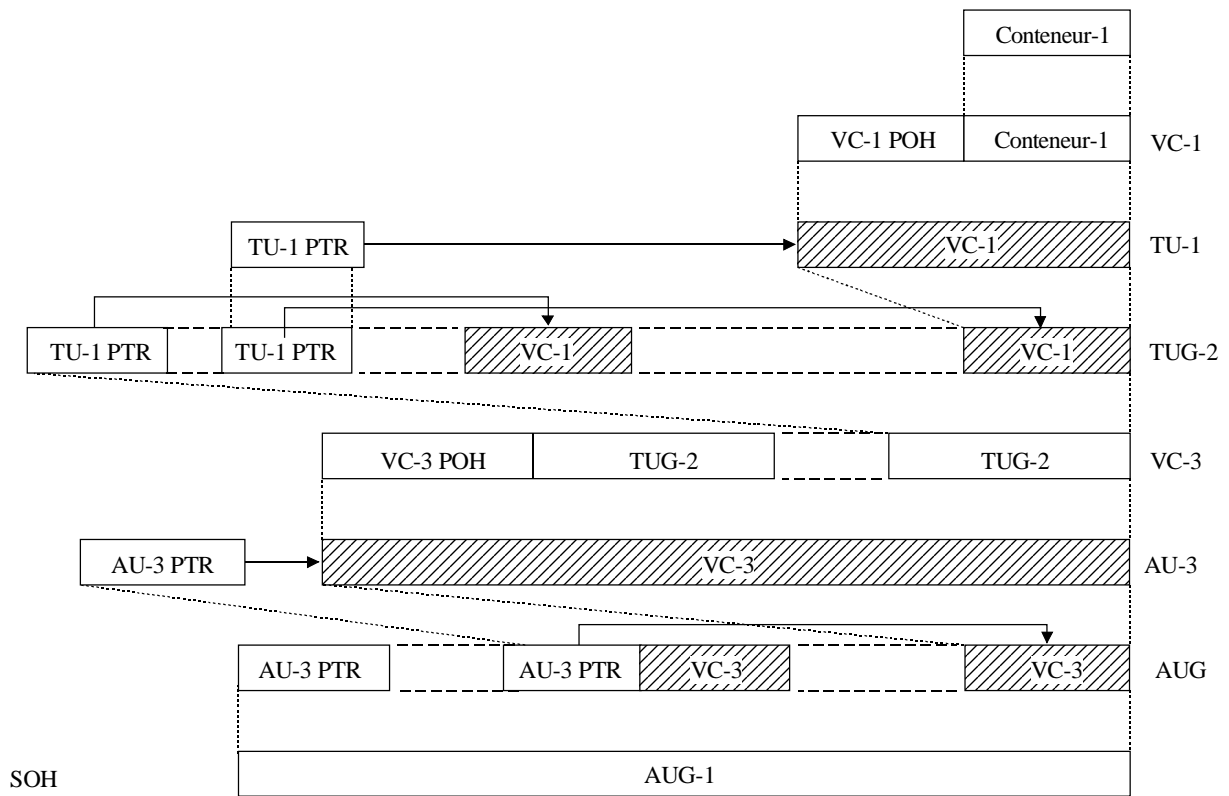 Conteneur-1
VC-1 POH Conteneur-1 VC-1
TU-1 PTR VC-1 TU-1
TU-1 PTR TU-1 PTR VC-1 VC-1 TUG-2
VC-3 POH TUG-2 TUG-2 VC-3
AU-3 PTR VC-3 AU-3
AU-3 PTR AU-3 PTR VC-3 VC-3 AUG
SOH AUG-1